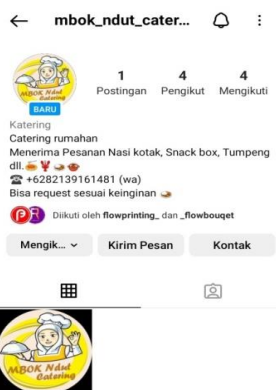 mbok_ndut_cater...
MBOK Ndut
Catering
BARU
1 4 4
Postingan Pengikut Mengikuti
Katering
Catering rumahan
Menerima Pesanan Nasi kotak, Snack box, Tumpeng
dll.
+6282139161481 (wa)
Bisa request sesuai keinginan
Diikuti oleh flowprinting_ dan _flowbouqet
Mengik... Kirim Pesan Kontak
MBOK Ndut
Catering